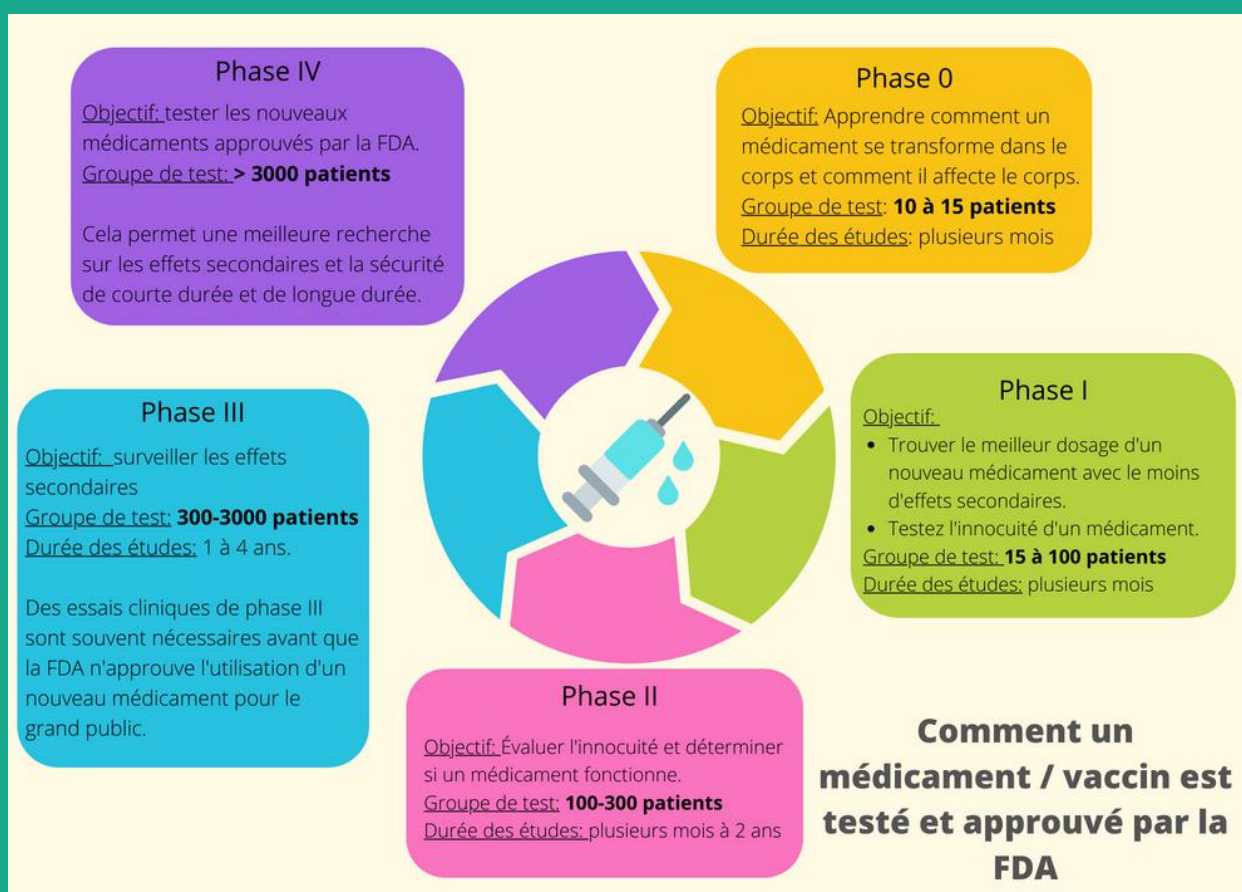 Phase IV
Objectif: tester les nouveaux
médicaments approuvés par la FDA.
Groupe de test: > 3000 patients
Cela permet une meilleure recherche
sur les effets secondaires et la sécurité
de courte durée et de longue durée.
Phase 0
Objectif: Apprendre comment un
médicament se transforme dans le
corps et comment il affecte le corps.
Groupe de test: 10 à 15 patients
Durée des études: plusieurs mois
Phase I
Objectif:
• Trouver le meilleur dosage d'un
nouveau médicament avec le moins
d'effets secondaires.
• Testez l'innocuité d'un médicament.
Groupe de test: 15 à 100 patients
Durée des études: plusieurs mois
Phase III
Objectif: surveiller les effets
secondaires
Groupe de test: 300-3000 patients
Durée des études: 1 à 4 ans.
Des essais cliniques de phase III
sont souvent nécessaires avant que
la FDA n'approuve l'utilisation d'un
nouveau médicament pour le
grand public.
Phase II
Objectif: Évaluer l'innocuité et déterminer
si un médicament fonctionne.
Groupe de test: 100-300 patients
Durée des études: plusieurs mois à 2 ans
Comment un
médicament / vaccin est
testé et approuvé par la
FDA